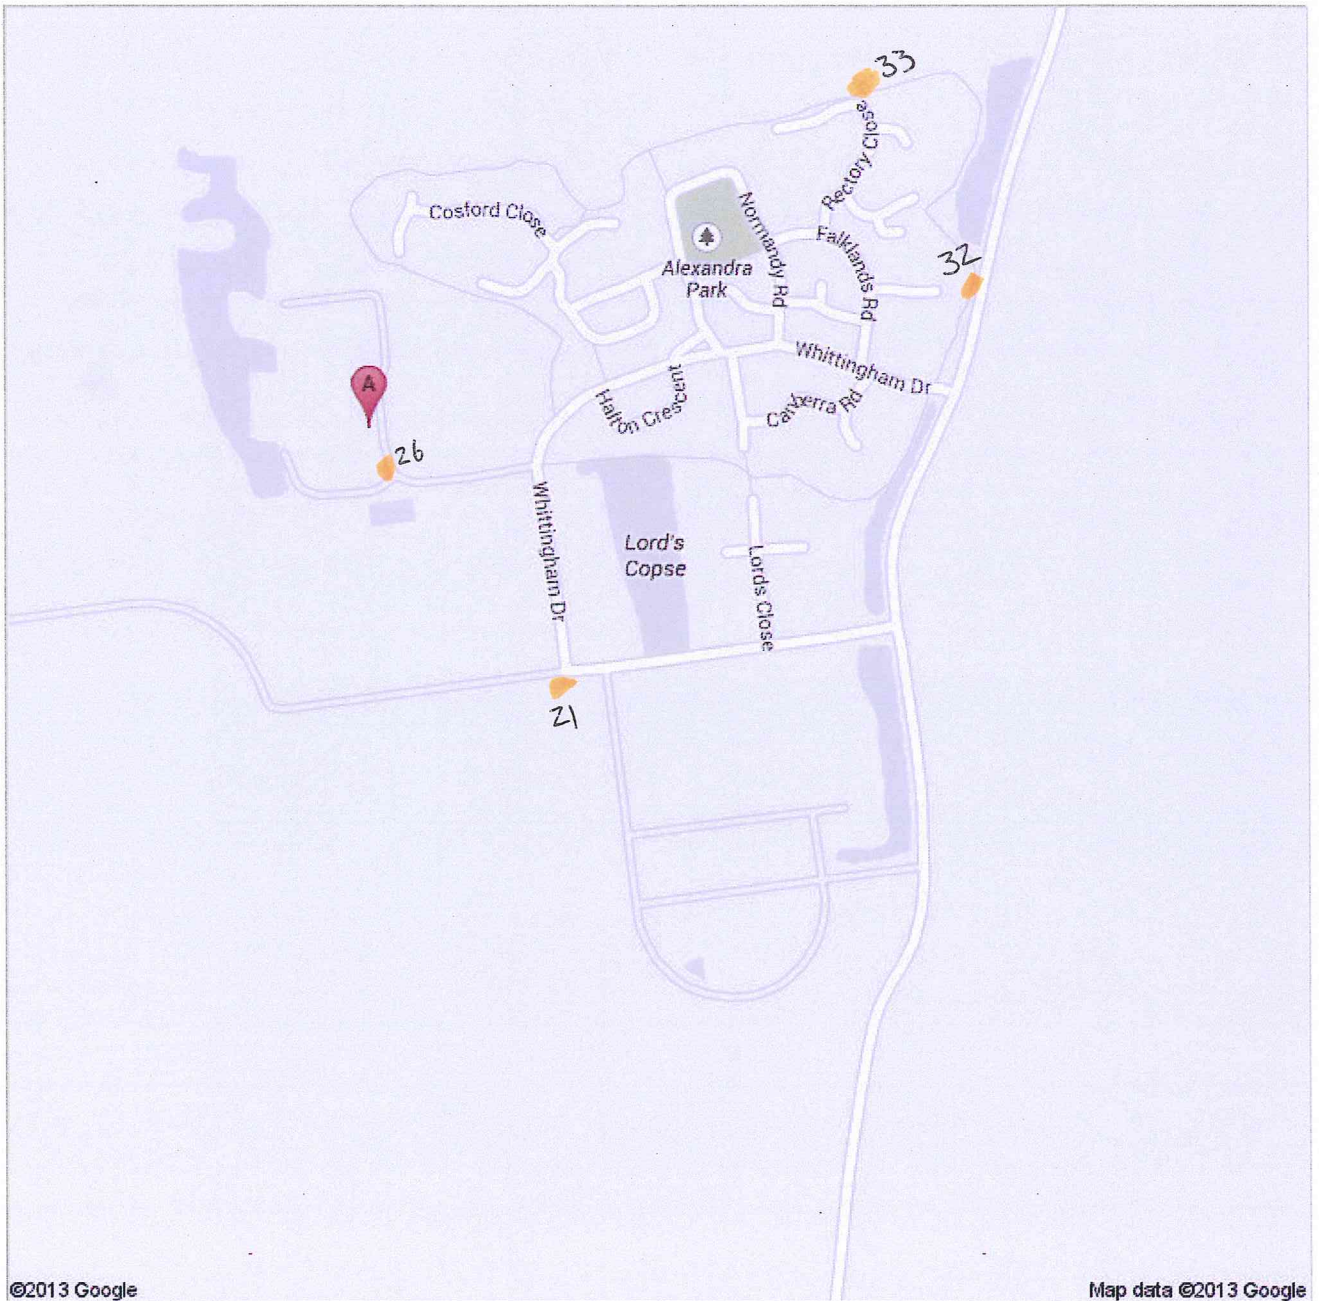 33
Rectory Close
Costord Close
Normandy Rd
Falklands Rd
32
Alexandra
Park
Whittingham Dr
A
Halton Crescent
Canberra Rd
26
Whittingham Dr
Lord's
Copse
Lords Close
21
©2013 Google
Map data ©2013 Google